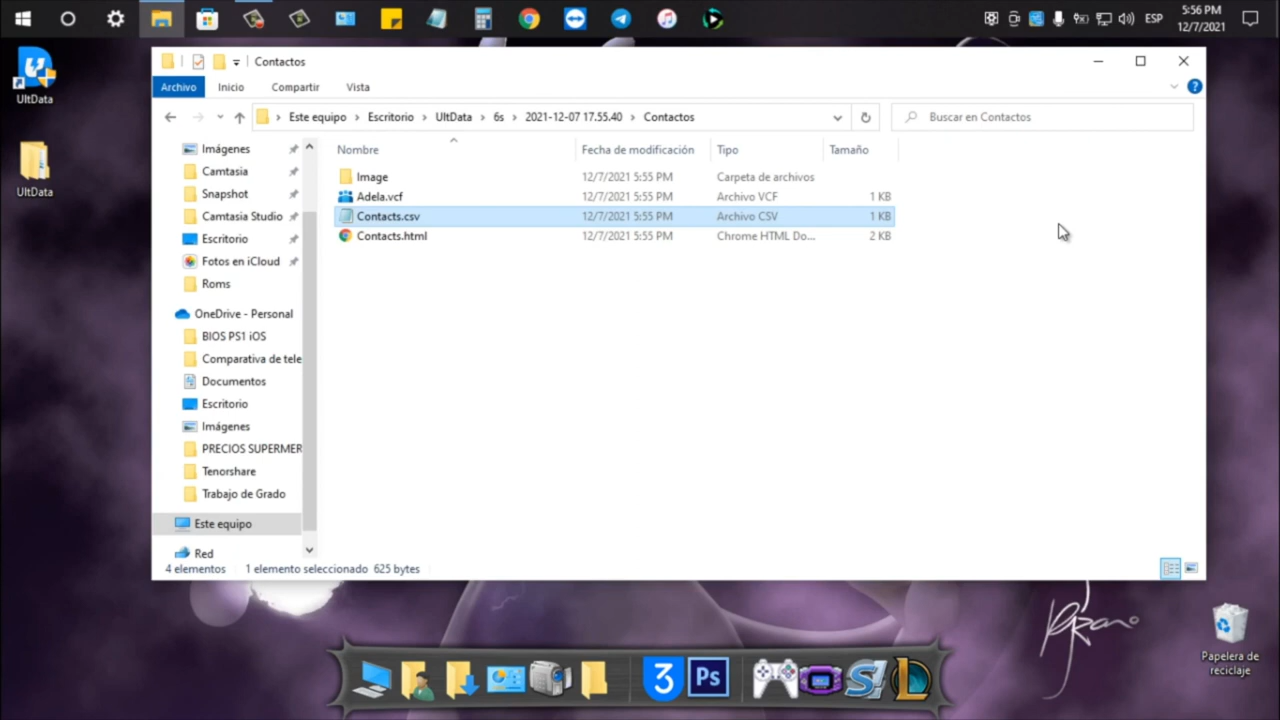 5:56 PM
ESP
12/7/2021
UltData
UltData
Contactos
Archivo Inicio Compartir Vista
Este equipo > Escritorio > UltData > 6s > 2021-12-07 17.55.40 > Contactos
Buscar en Contactos
Nombre Fecha de modificación Tipo Tamaño
Image 12/7/2021 5:55 PM Carpeta de archivos
Adela.vcf 12/7/2021 5:55 PM Archivo VCF 1 KB
Contacts.csv 12/7/2021 5:55 PM Archivo CSV 1 KB
Contacts.html 12/7/2021 5:55 PM Chrome HTML Do... 2 KB
Imágenes
Camtasia
Snapshot
Camtasia Studio
Escritorio
Fotos en iCloud
Roms
OneDrive - Personal
BIOS PS1 iOS
Comparativa de tele
Documentos
Escritorio
Imágenes
PRECIOS SUPERMER
Tenorshare
Trabajo de Grado
Este equipo
Red
4 elementos 1 elemento seleccionado 625 bytes
3
Ps
Papelera de
reciclaje